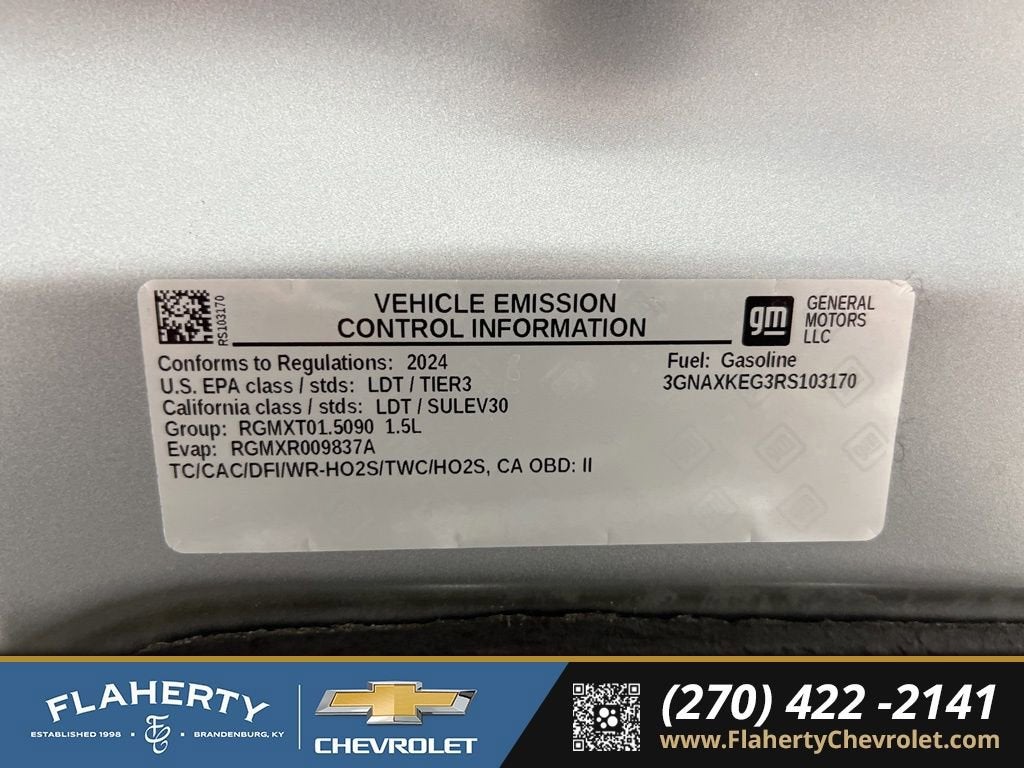 RS103170
VEHICLE EMISSION
CONTROL INFORMATION
gm
GENERAL
MOTORS
LLC
Conforms to Regulations: 2024
U.S. EPA class / stds: LDT / TIER3
California class / stds: LDT / SULEV30
Group: RGMXT01.5090 1.5L
Evap: RGMXR009837A
TC/CAC/DFI/WR-HO2S/TWC/HO2S, CA OBD: II
Fuel: Gasoline
3GNAXKEG3RS103170
FLAHERTY
ESTABLISHED 1998 • • BRANDENBURG, KY
CHEVROLET
(270) 422 -2141
www.FlahertyChevrolet.com